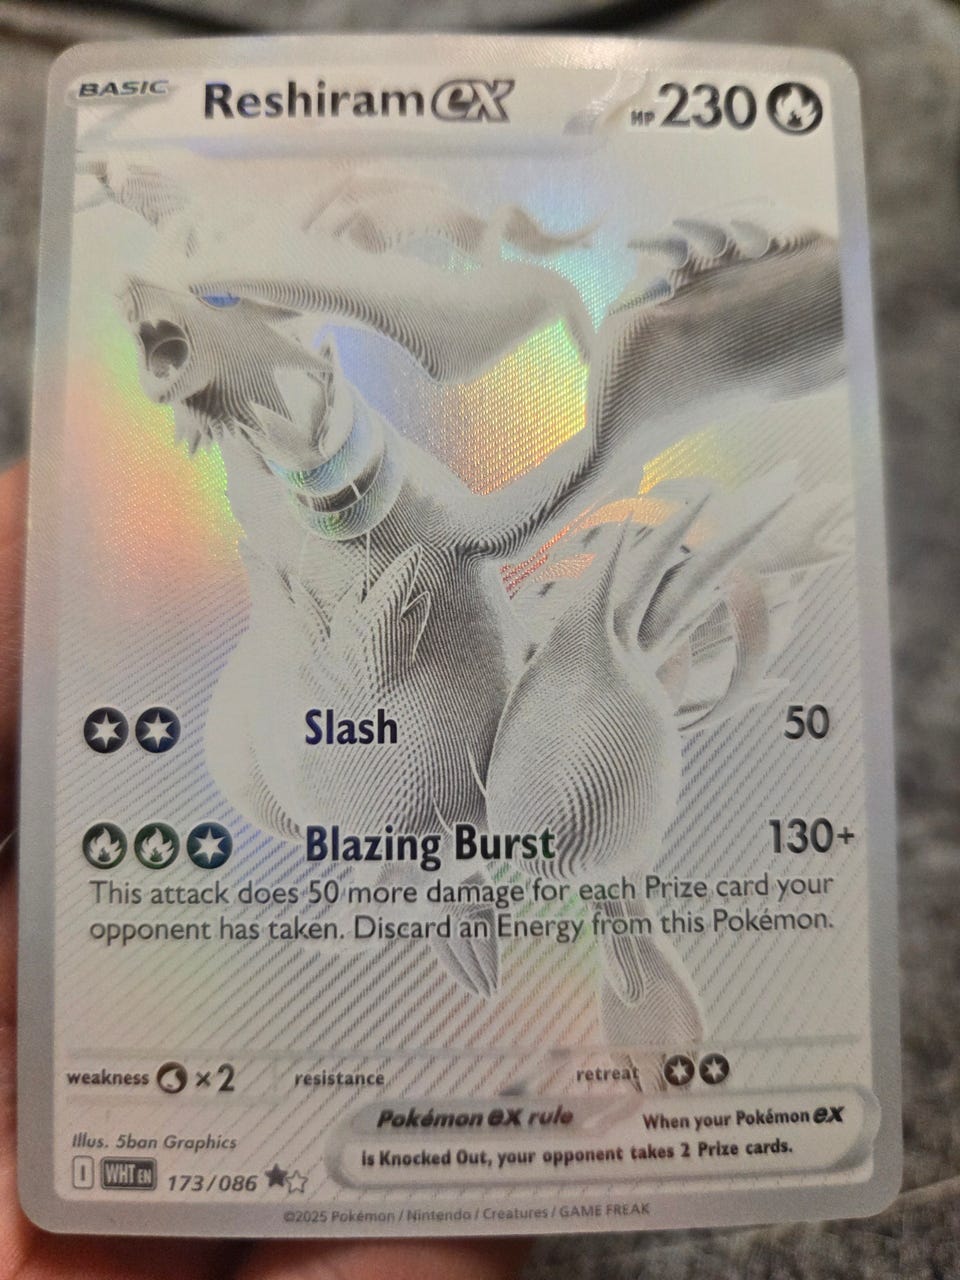 BASIC Reshiram ex HP 230
Slash 50
Blazing Burst 130+
This attack does 50 more damage for each Prize card your
opponent has taken. Discard an Energy from this Pokémon.
weakness ×2 resistance retreat
Pokémon ex rule When your Pokémon ex
is Knocked Out, your opponent takes 2 Prize cards.
Illus. 5ban Graphics
I WHT EN 173/086
©2025 Pokémon / Nintendo / Creatures / GAME FREAK